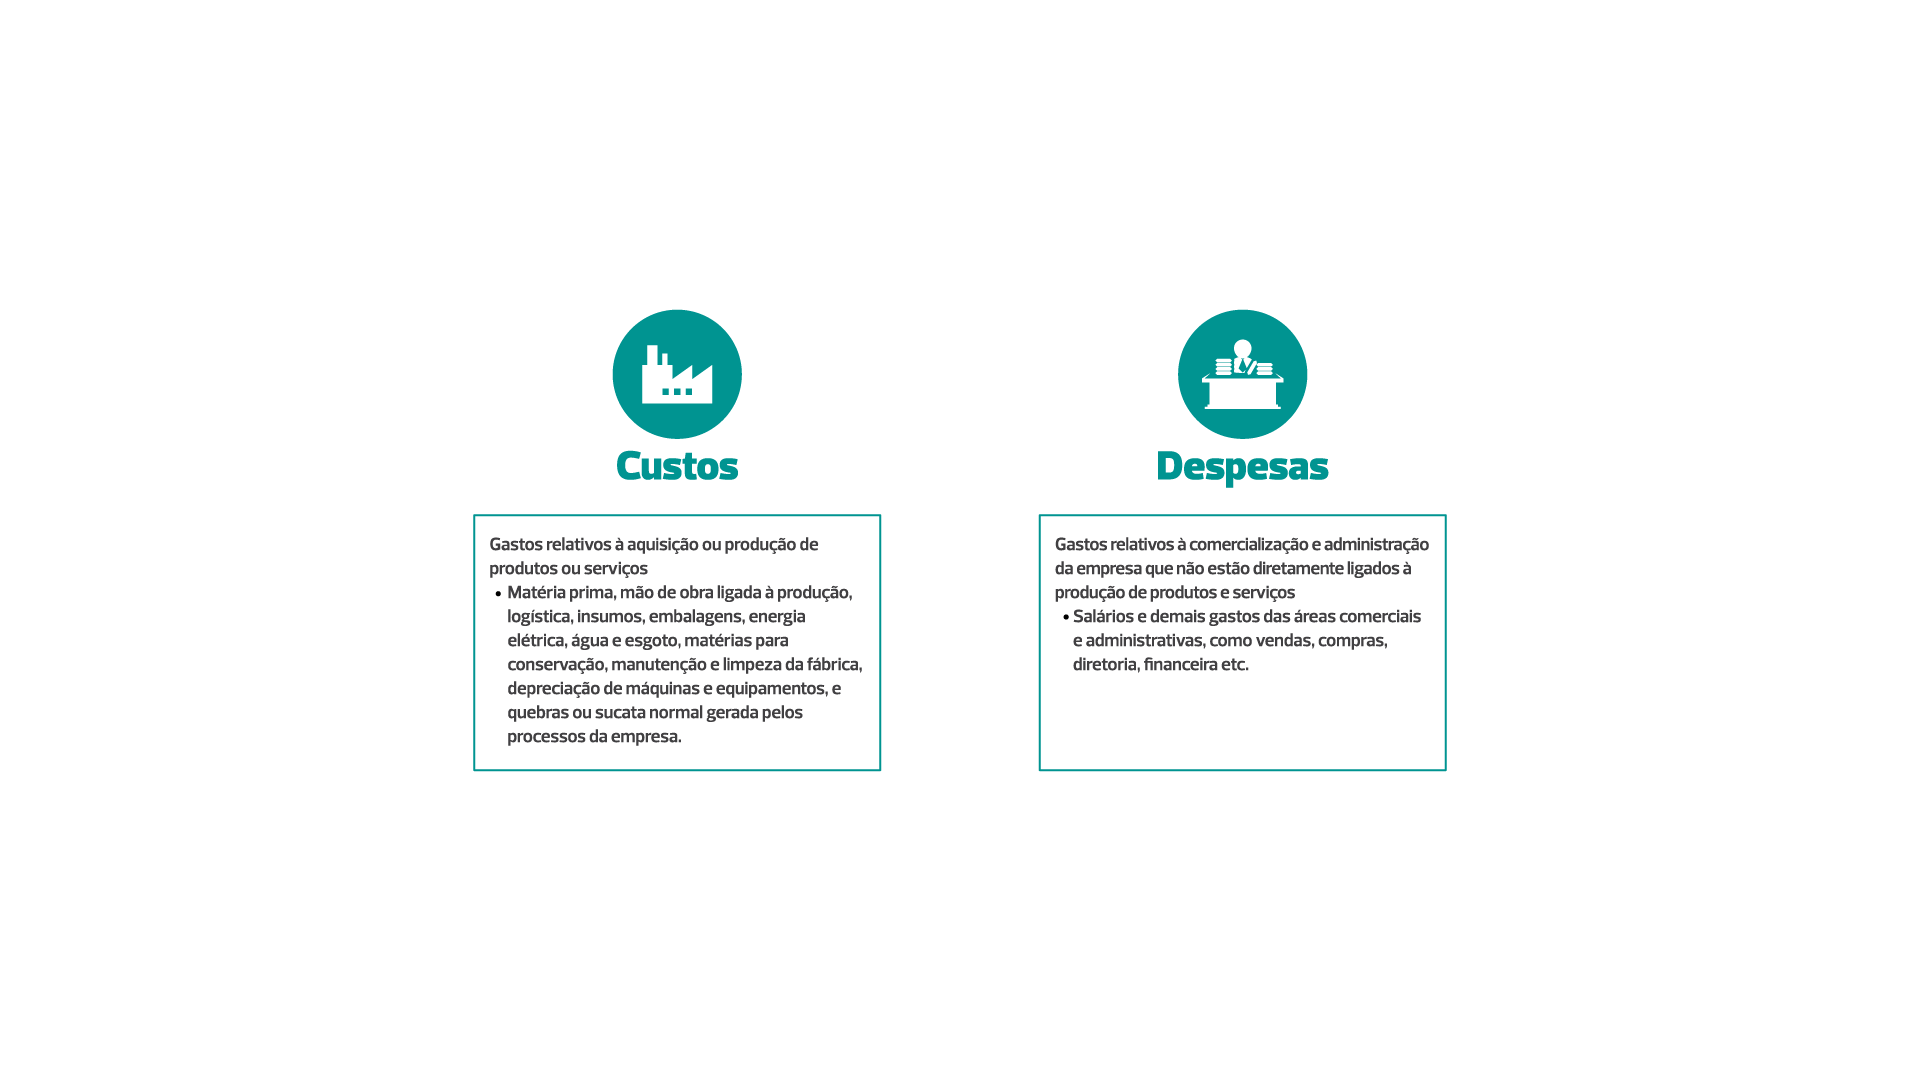 Custos
Gastos relativos à aquisição ou produção de
produtos ou serviços
• Matéria prima, mão de obra ligada à produção,
logística, insumos, embalagens, energia
elétrica, água e esgoto, matérias para
conservação, manutenção e limpeza da fábrica,
depreciação de máquinas e equipamentos, e
quebras ou sucata normal gerada pelos
processos da empresa.
Despesas
Gastos relativos à comercialização e administração
da empresa que não estão diretamente ligados à
produção de produtos e serviços
• Salários e demais gastos das áreas comerciais
e administrativas, como vendas, compras,
diretoria, financeira etc.